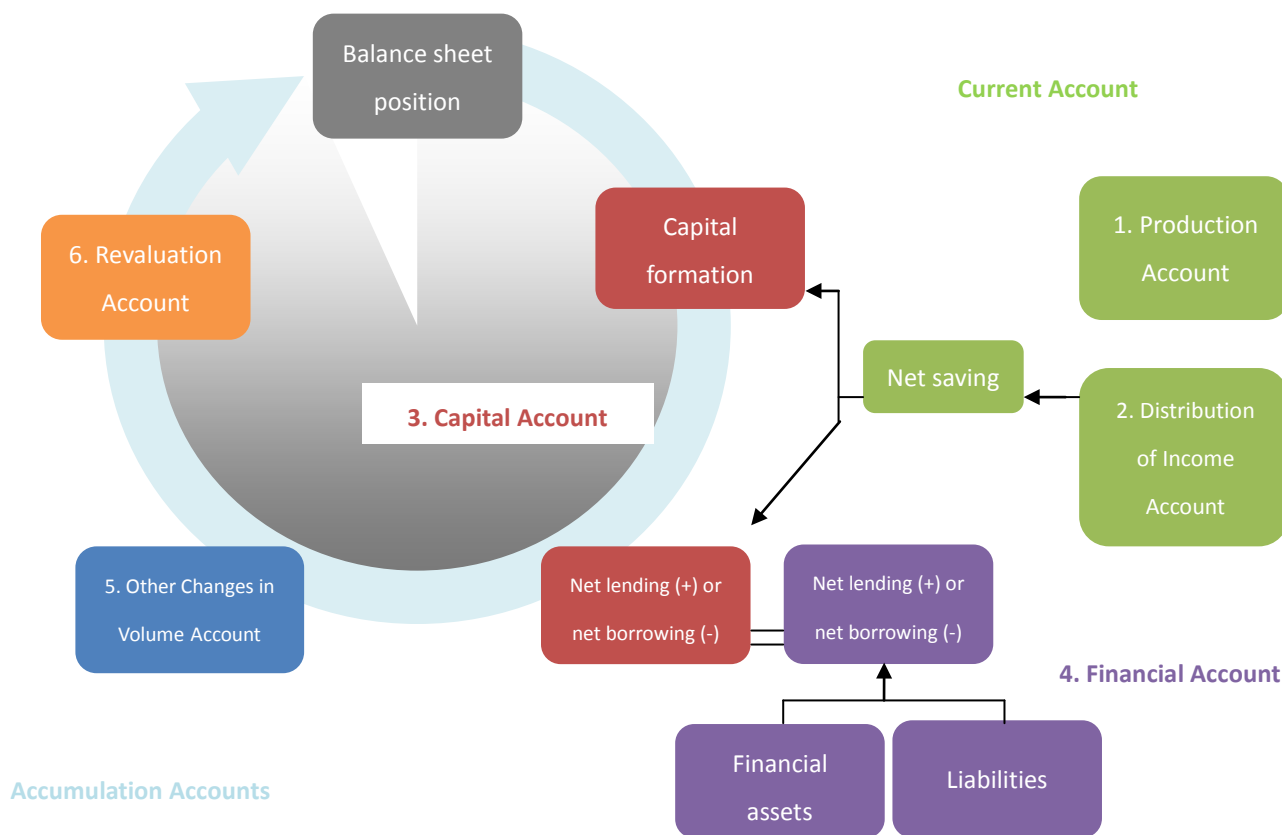 Balance sheet
position
Current Account
1. Production
Account
Capital
formation
6. Revaluation
Account
Net saving
3. Capital Account
2. Distribution
of Income
Account
5. Other Changes in
Volume Account
Net lending (+) or
net borrowing (-)
Net lending (+) or
net borrowing (-)
4. Financial Account
Financial
assets
Liabilities
Accumulation Accounts